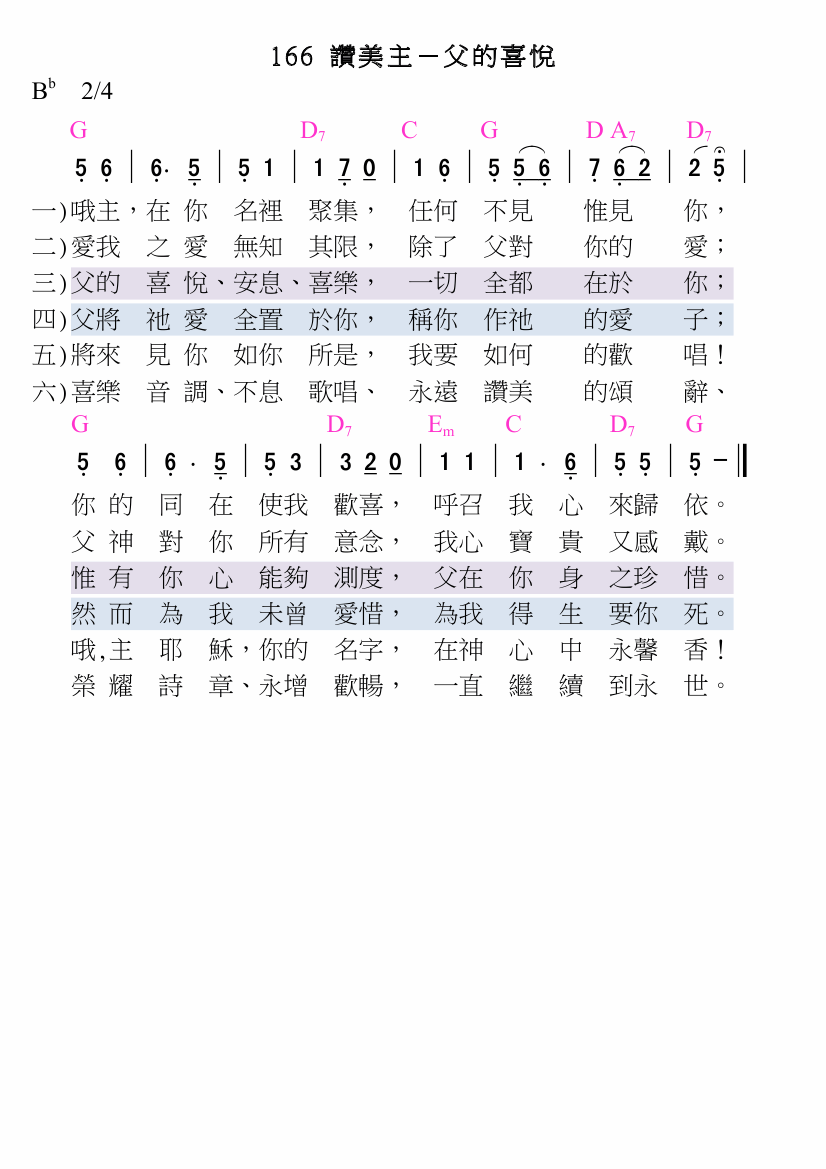 166 讚美主－父的喜悅
Bb 2/4
G D7 C G D A7 D7
5 6 | 6. 5 | 5 1 | 1 7 0 | 1 6 | 5 5 6 | 7 6 2 | 2 5 |
一)哦主，在 你 名裡 聚集， 任何 不見 惟見 你，
二)愛我 之 愛 無知 其限， 除了 父對 你的 愛；
三)父的 喜 悅、安息、喜樂， 一切 全都 在於 你；
四)父將 祂 愛 全置 於你， 稱你 作祂 的愛 子；
五)將來 見 你 如你 所是， 我要 如何 的歡 唱！
六)喜樂 音 調、不息 歌唱、 永遠 讚美 的頌 辭、
G D7 Em C D7 G
5 6 | 6 . 5 | 5 3 | 3 2 0 | 1 1 | 1 . 6 | 5 5 | 5 － ‖
你 的 同 在 使我 歡喜， 呼召 我 心 來歸 依。
父 神 對 你 所有 意念， 我心 寶 貴 又感 戴。
惟 有 你 心 能夠 測度， 父在 你 身 之珍 惜。
然 而 為 我 未曾 愛惜， 為我 得 生 要你 死。
哦,主 耶 穌，你的 名字， 在神 心 中 永馨 香！
榮 耀 詩 章、永增 歡暢， 一直 繼 續 到永 世。